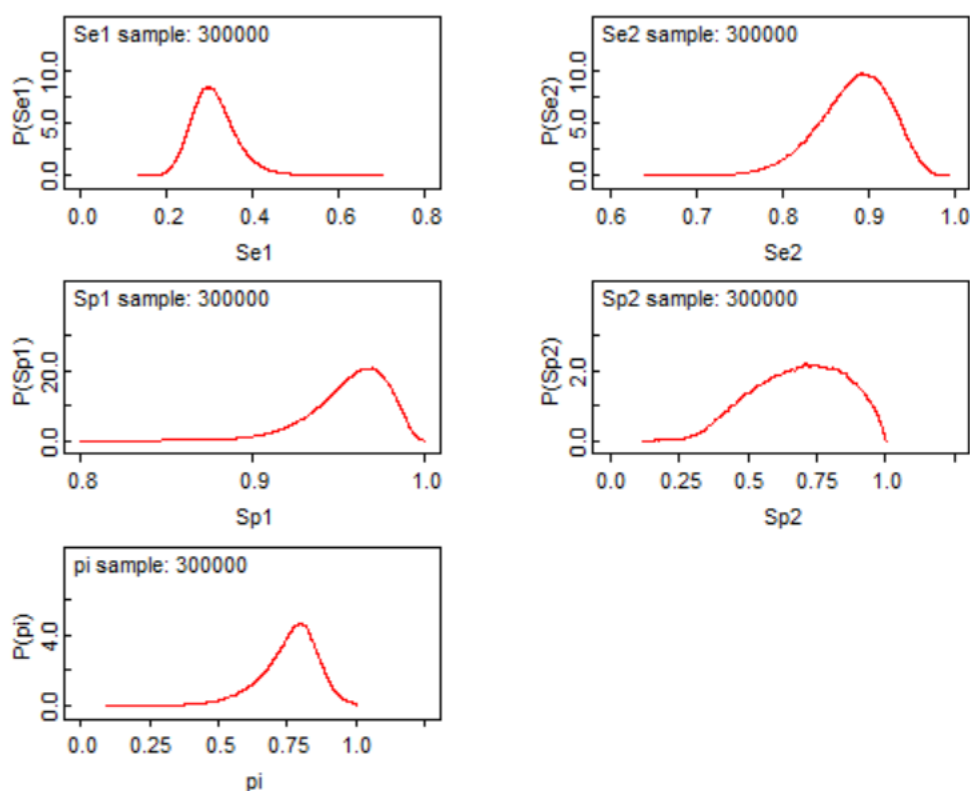 Se1 sample: 300000
P(Se1)
0.0 5.0 10.0
0.0 0.2 0.4 0.6 0.8
Se1
Se2 sample: 300000
P(Se2)
0.0 5.0 10.0
0.6 0.7 0.8 0.9 1.0
Se2
Sp1 sample: 300000
P(Sp1)
0.0 20.0
0.8 0.9 1.0
Sp1
Sp2 sample: 300000
P(Sp2)
0.0 2.0
0.0 0.25 0.5 0.75 1.0
Sp2
pi sample: 300000
P(pi)
0.0 4.0
0.0 0.25 0.5 0.75 1.0
pi